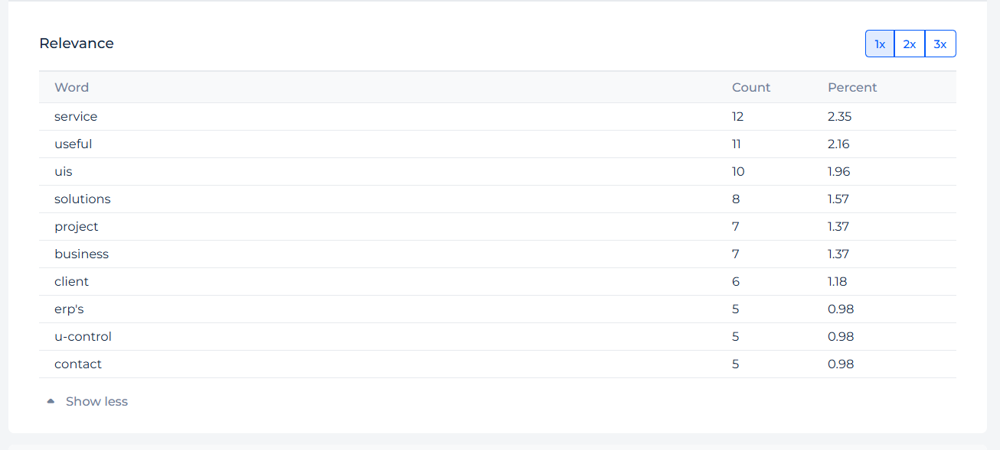 Relevance 1x 2x 3x
Word Count Percent
service 12 2.35
useful 11 2.16
uis 10 1.96
solutions 8 1.57
project 7 1.37
business 7 1.37
client 6 1.18
erp's 5 0.98
u-control 5 0.98
contact 5 0.98
Show less